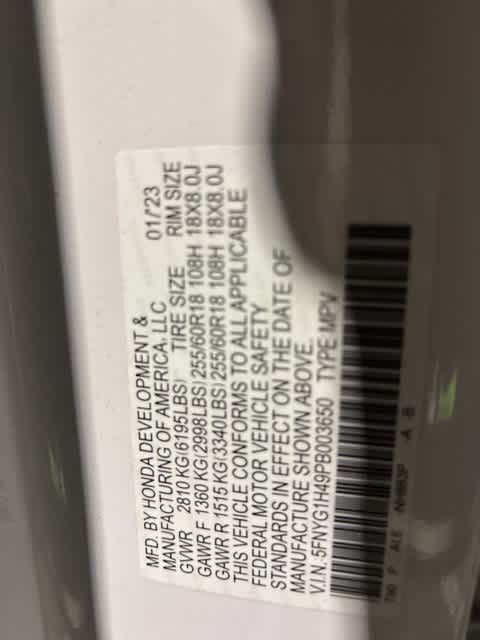 MFD. BY HONDA DEVELOPMENT &
MANUFACTURING OF AMERICA, LLC 01/'23
GVWR 2810 KG(6195LBS) TIRE SIZE RIM SIZE
GAWR F 1360 KG(2998LBS)255/60R18 108H 18X8.0J
GAWR R 1515 KG(3340LBS)255/60R18 108H 18X8.0J
THIS VEHICLE CONFORMS TO ALL APPLICABLE
FEDERAL MOTOR VEHICLE SAFETY
STANDARDS IN EFFECT ON THE DATE OF
MANUFACTURE SHOWN ABOVE.
V.I.N. 5FNYG1H49PB003650 TYPE:MPV
P ALE NH883P -A -B